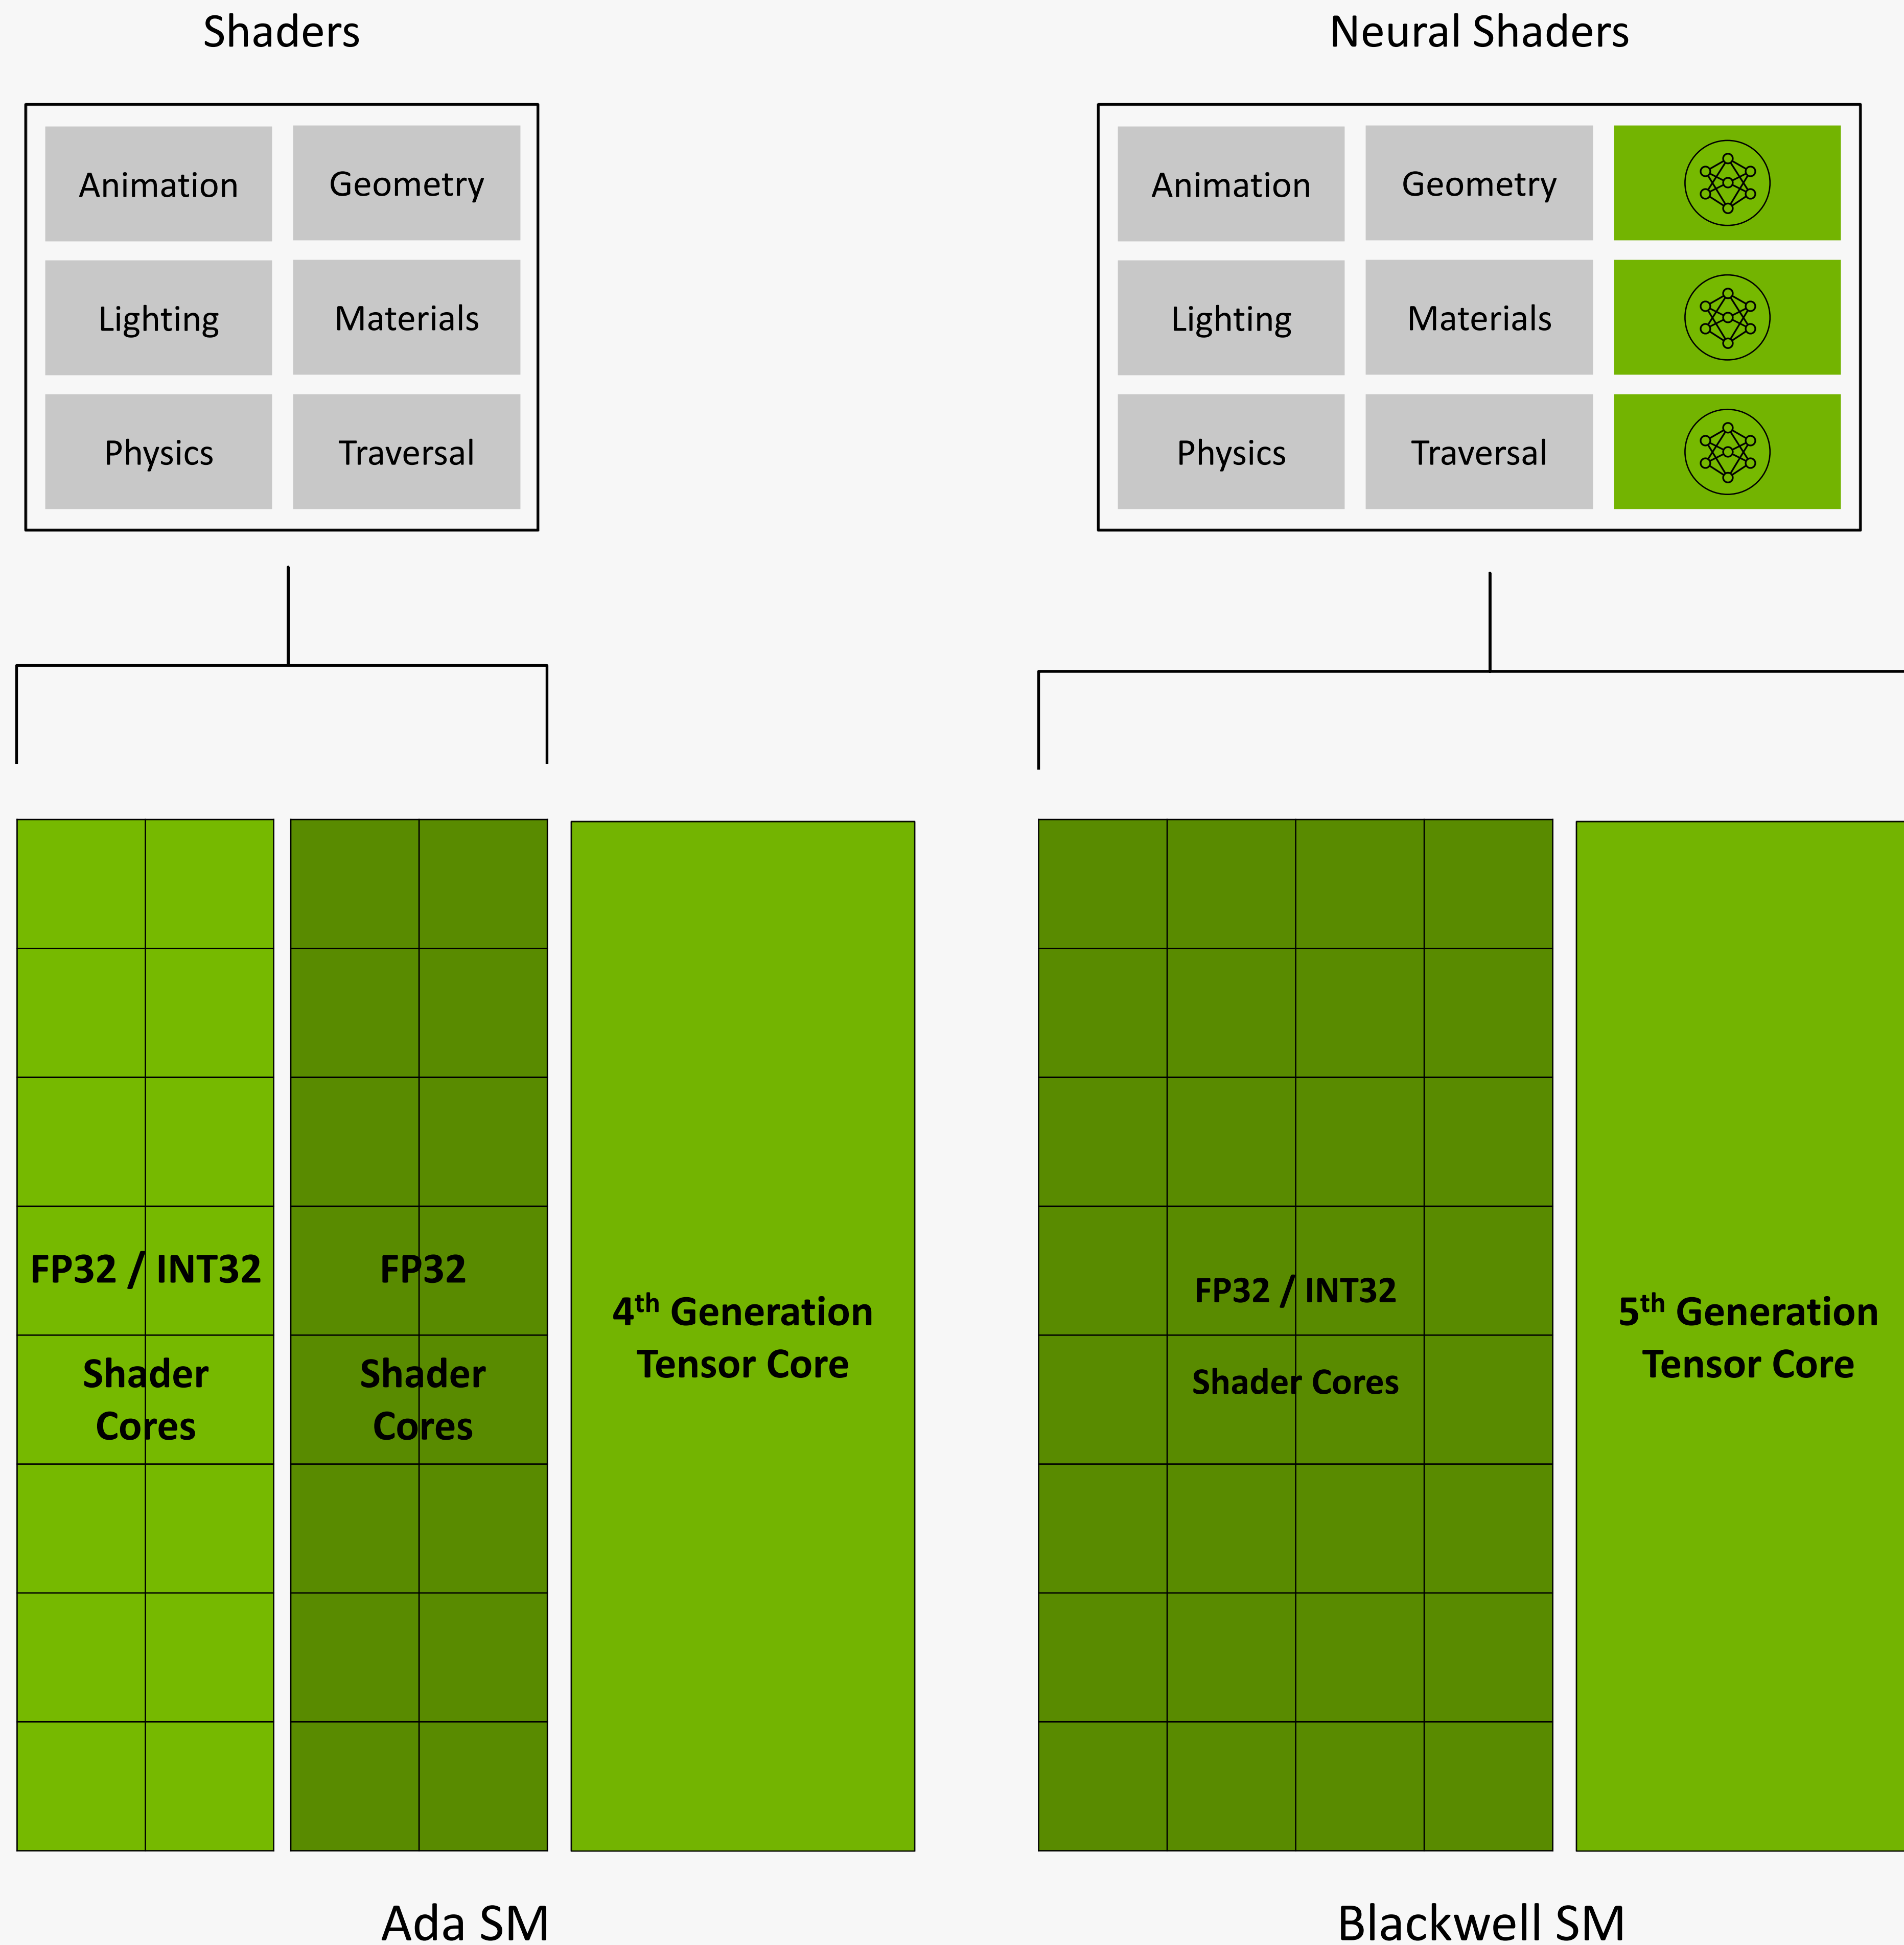 Shaders
Neural Shaders
Animation
Geometry
Lighting
Materials
Physics
Traversal
Animation
Geometry
Lighting
Materials
Physics
Traversal
FP32 / INT32
Shader
Cores
FP32
Shader
Cores
4th Generation
Tensor Core
FP32 / INT32
Shader Cores
5th Generation
Tensor Core
Ada SM
Blackwell SM